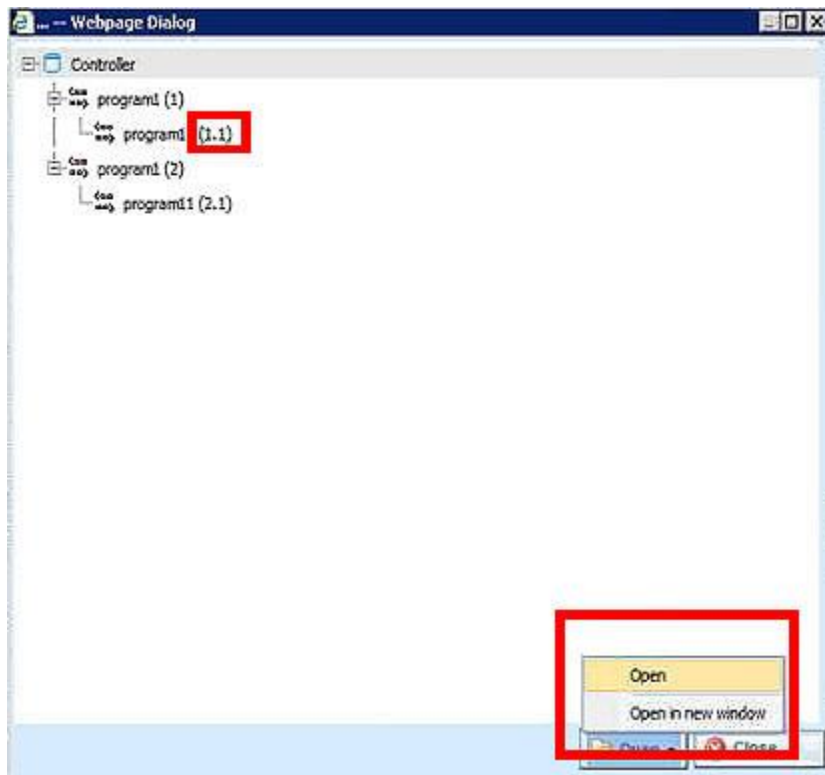 ... -- Webpage Dialog
Controller
program1 (1)
program1 (1.1)
program1 (2)
program11 (2.1)
Open
Open in new window
Open Close